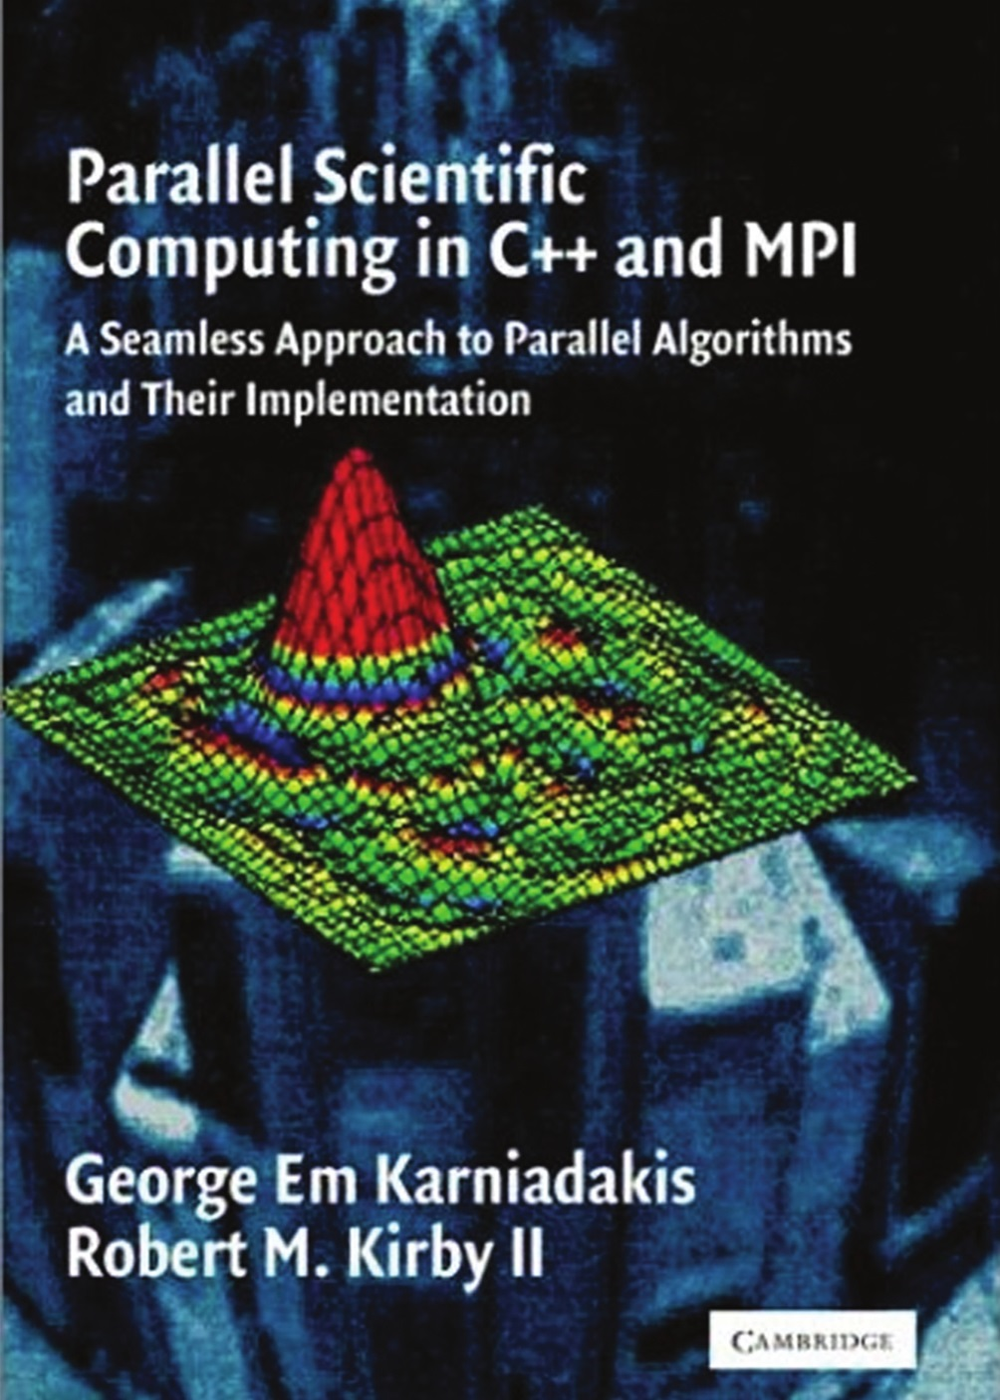 Parallel Scientific
Computing in C++ and MPI
A Seamless Approach to Parallel Algorithms
and Their Implementation
George Em Karniadakis
Robert M. Kirby II
CAMBRIDGE